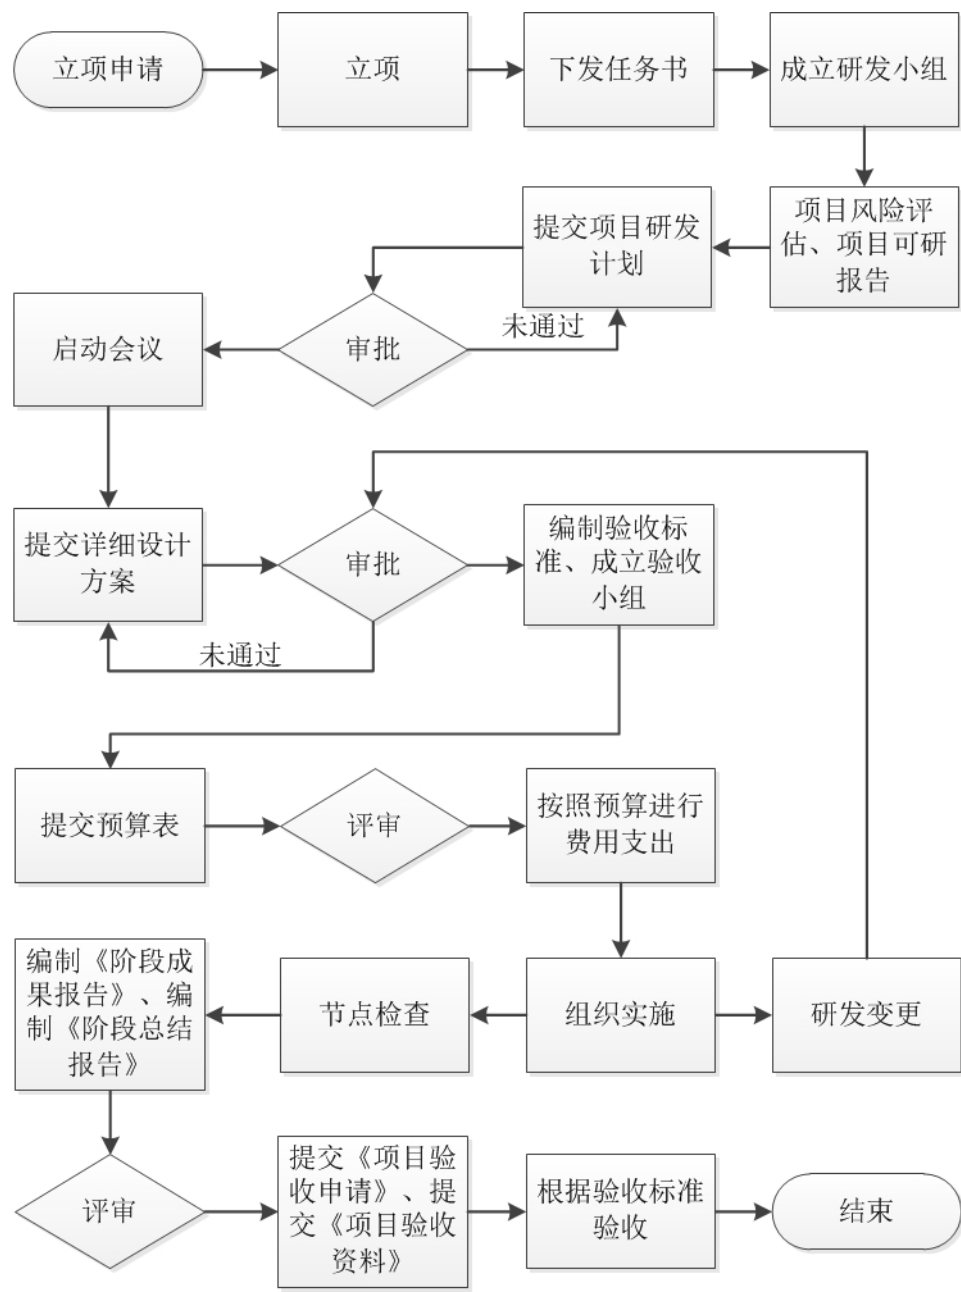 立项申请
立项
下发任务书
成立研发小组
项目风险评
估、项目可研
报告
提交项目研发
计划
未通过
审批
启动会议
提交详细设计
方案
审批
未通过
编制验收标
准、成立验收
小组
提交预算表
评审
按照预算进行
费用支出
组织实施
研发变更
节点检查
编制《阶段成
果报告》、编
制《阶段总结
报告》
评审
提交《项目验
收申请》、提
交《项目验收
资料》
根据验收标准
验收
结束